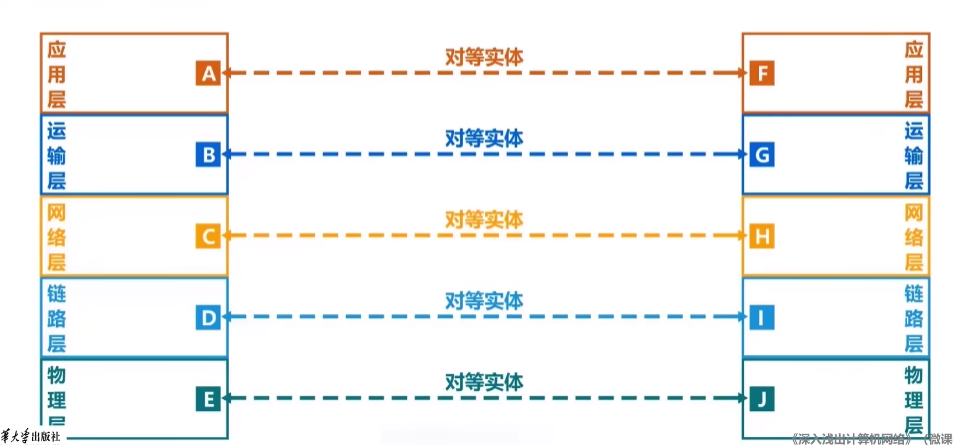 应用层
A
对等实体
F
应用层
运输层
B
对等实体
G
运输层
网络层
C
对等实体
H
网络层
链路层
D
对等实体
I
链路层
物理层
E
对等实体
J
物理层
华大学出版社
《深入浅出计算机网络》（微课